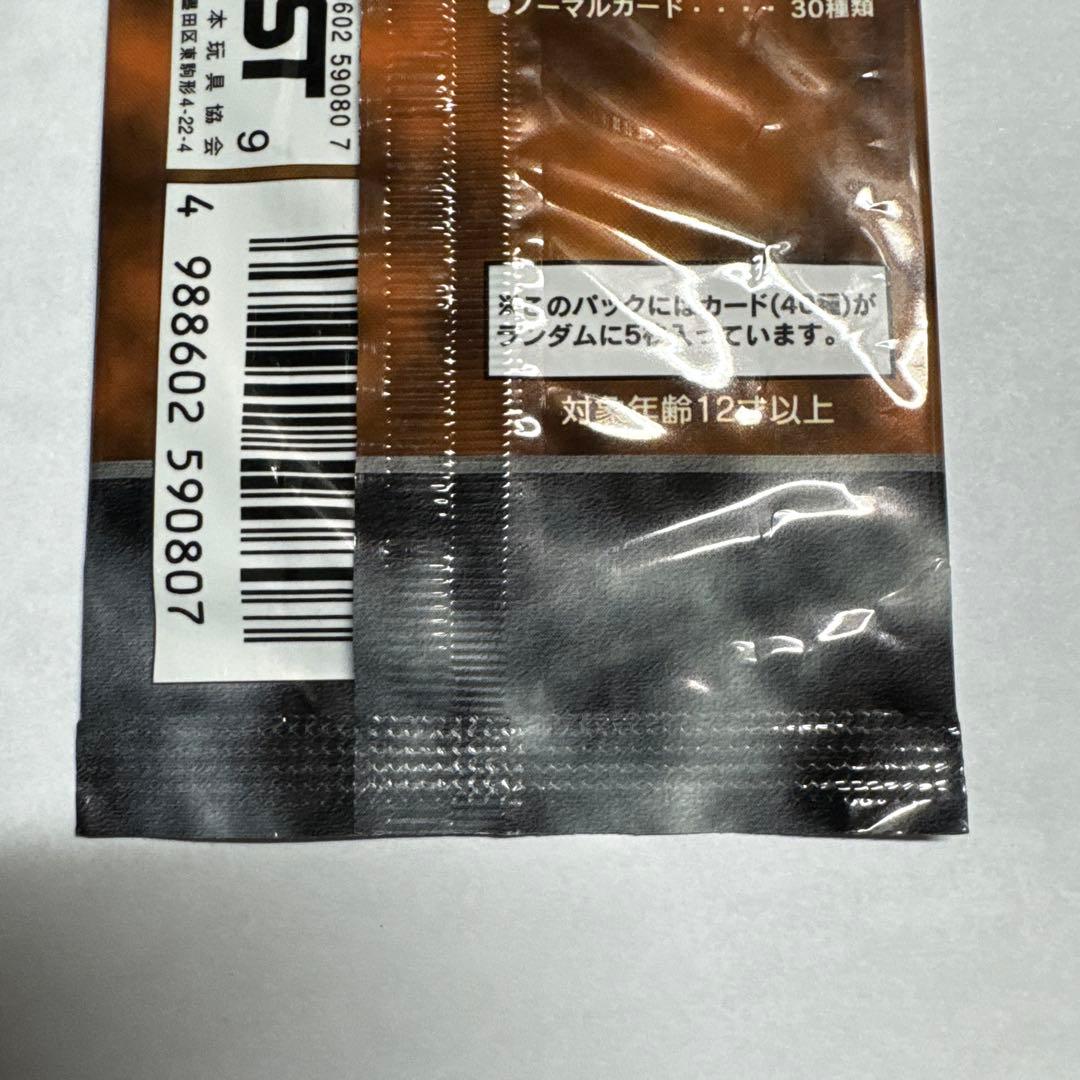 ●ノーマルカード・・・・ 30種類
※このパックにはカード(40種)が
ランダムに5枚入っています。
対象年齢12才以上
ST
9
602 59080 7
本玩具協会
墨田区東駒形4-22-4
4 988602 590807